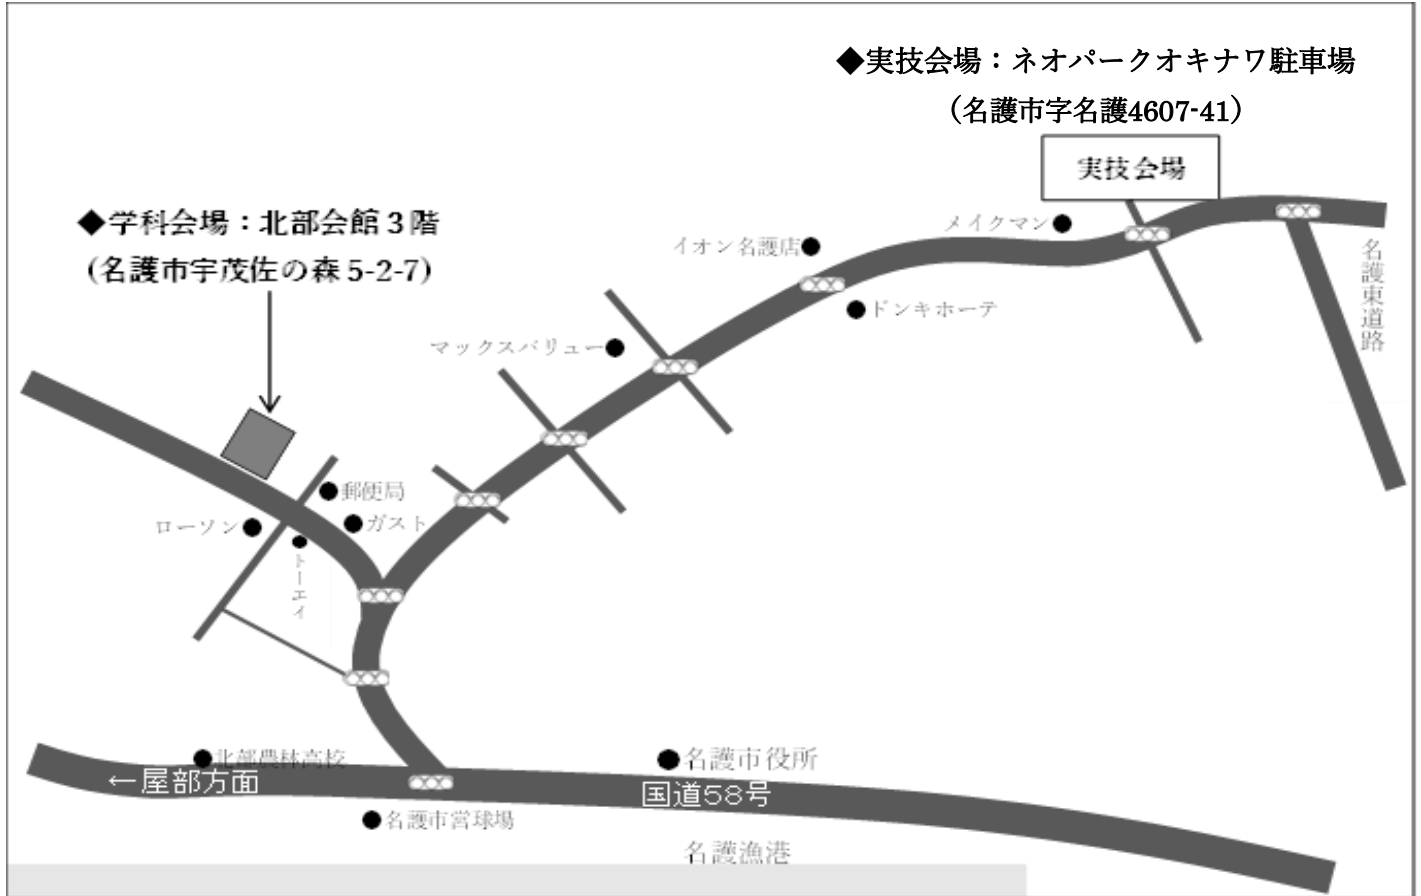 ◆実技会場：ネオパークオキナワ駐車場
（名護市字名護4607-41）
実技会場
◆学科会場：北部会館３階
(名護市宇茂佐の森5-2-7)
メイクマン
イオン名護店
ドンキホーテ
名護東道路
マックスバリュー
郵便局
ローソン
ガスト
トーエイ
北部農林高校
名護市役所
←屋部方面
国道58号
名護市営球場
名護漁港